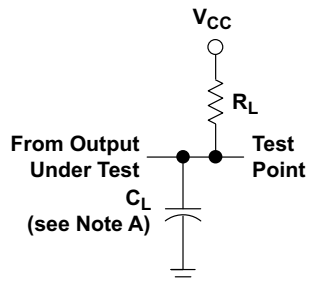 VCC
RL
From Output
Under Test
Test
Point
CL
(see Note A)